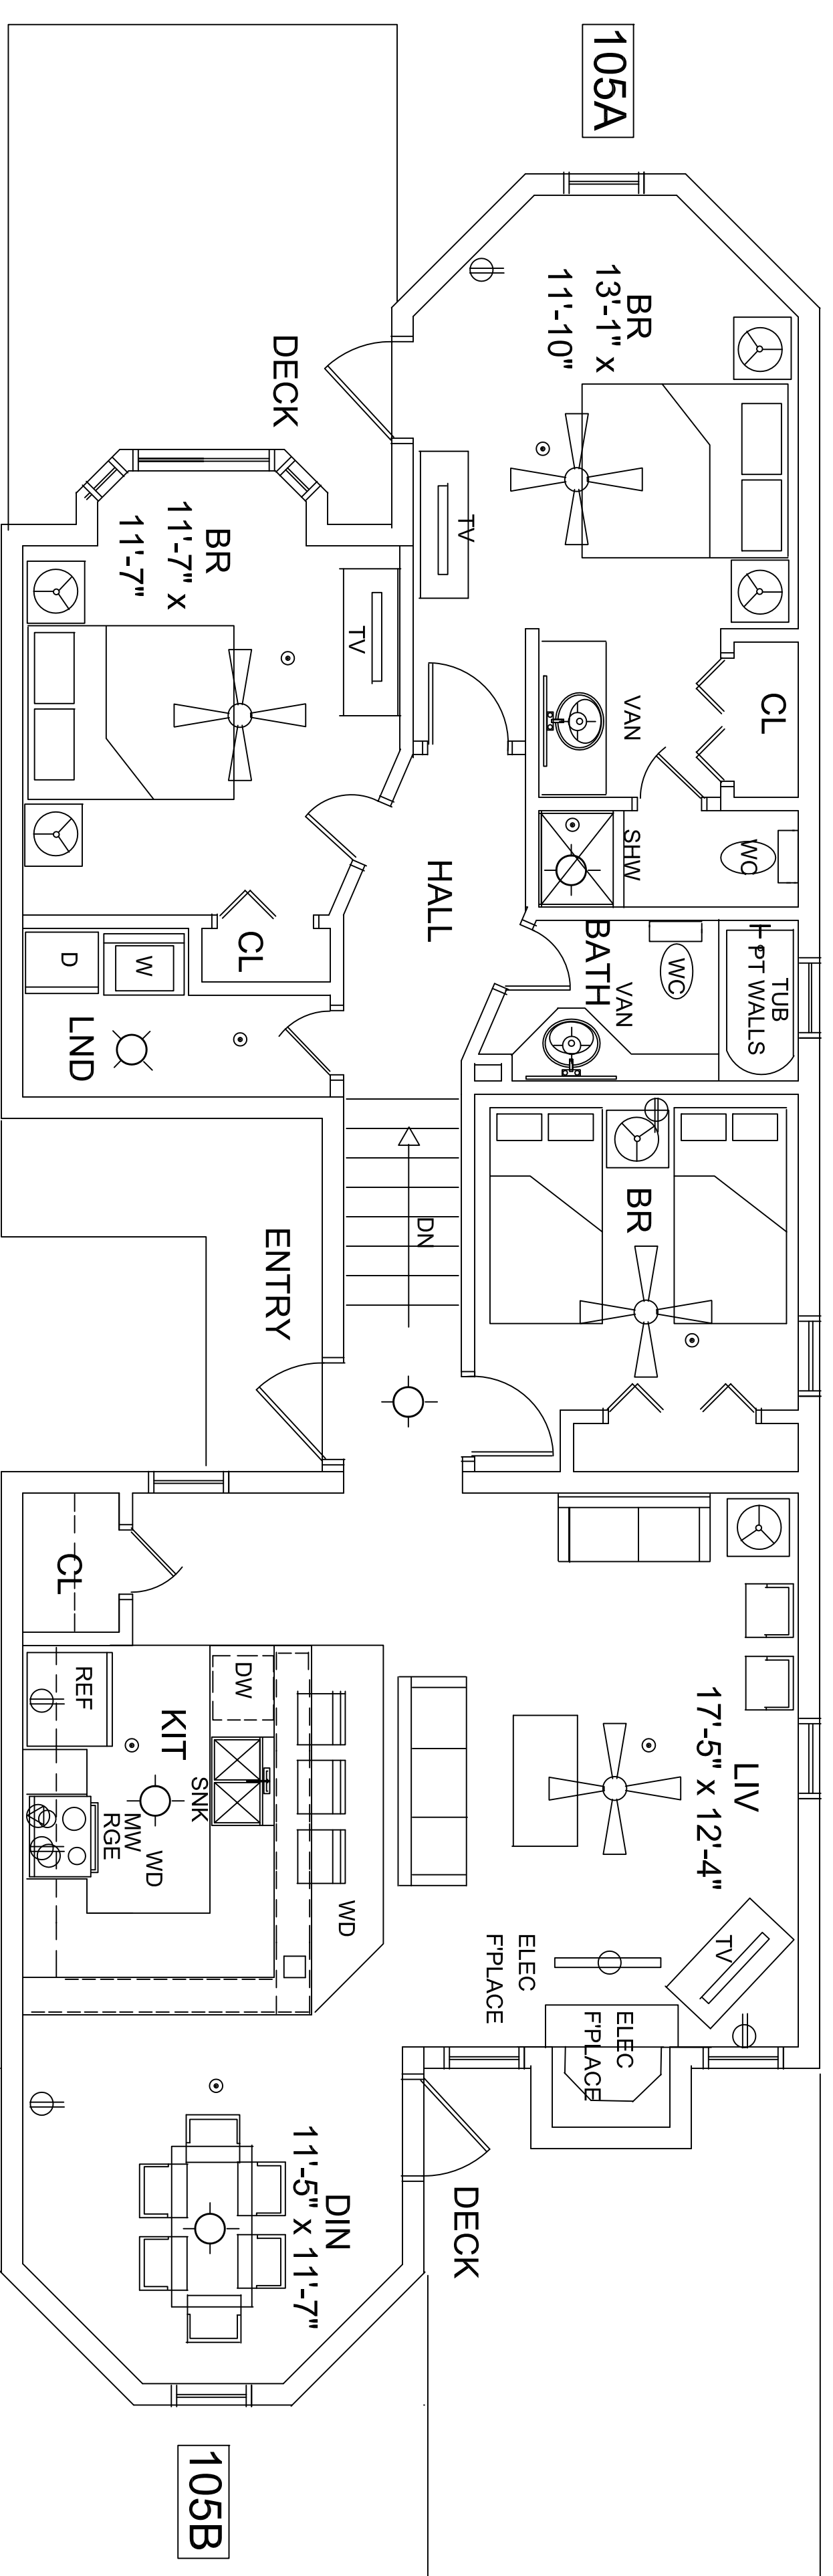 105A
BR
13'-1" x
11'-10"
DECK
TV
BR
11'-7" x
11'-7"
TV
CL
VAN
SHW
WC
HALL
CL
D
W
LND
BATH
VAN
WC
TUB
PT WALLS
BR
DN
ENTRY
CL
REF
KIT
DW
SNK
MW
RGE
WD
WD
LIV
17'-5" x 12'-4"
TV
ELEC
F'PLACE
ELEC
F'PLACE
DIN
11'-5" x 11'-7"
DECK
105B